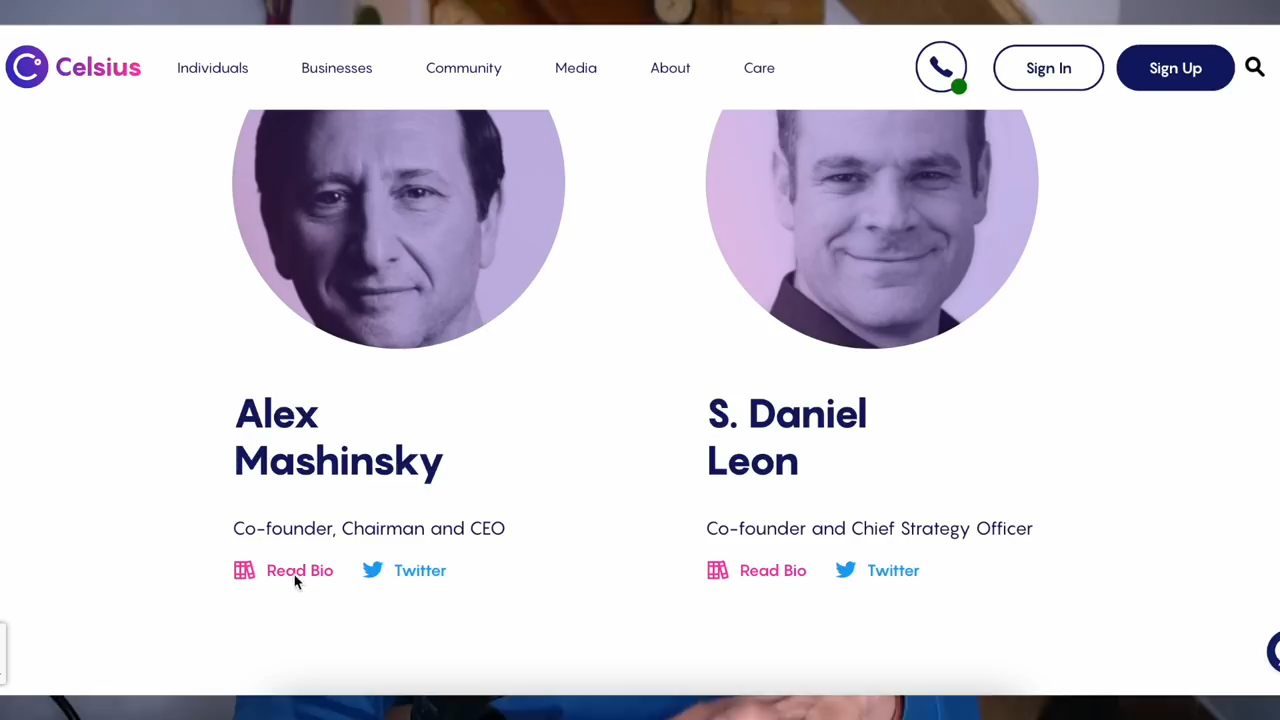 Celsius
Individuals
Businesses
Community
Media
About
Care
Sign In
Sign Up
Alex
Mashinsky
Co-founder, Chairman and CEO
Read Bio
Twitter
S. Daniel
Leon
Co-founder and Chief Strategy Officer
Read Bio
Twitter